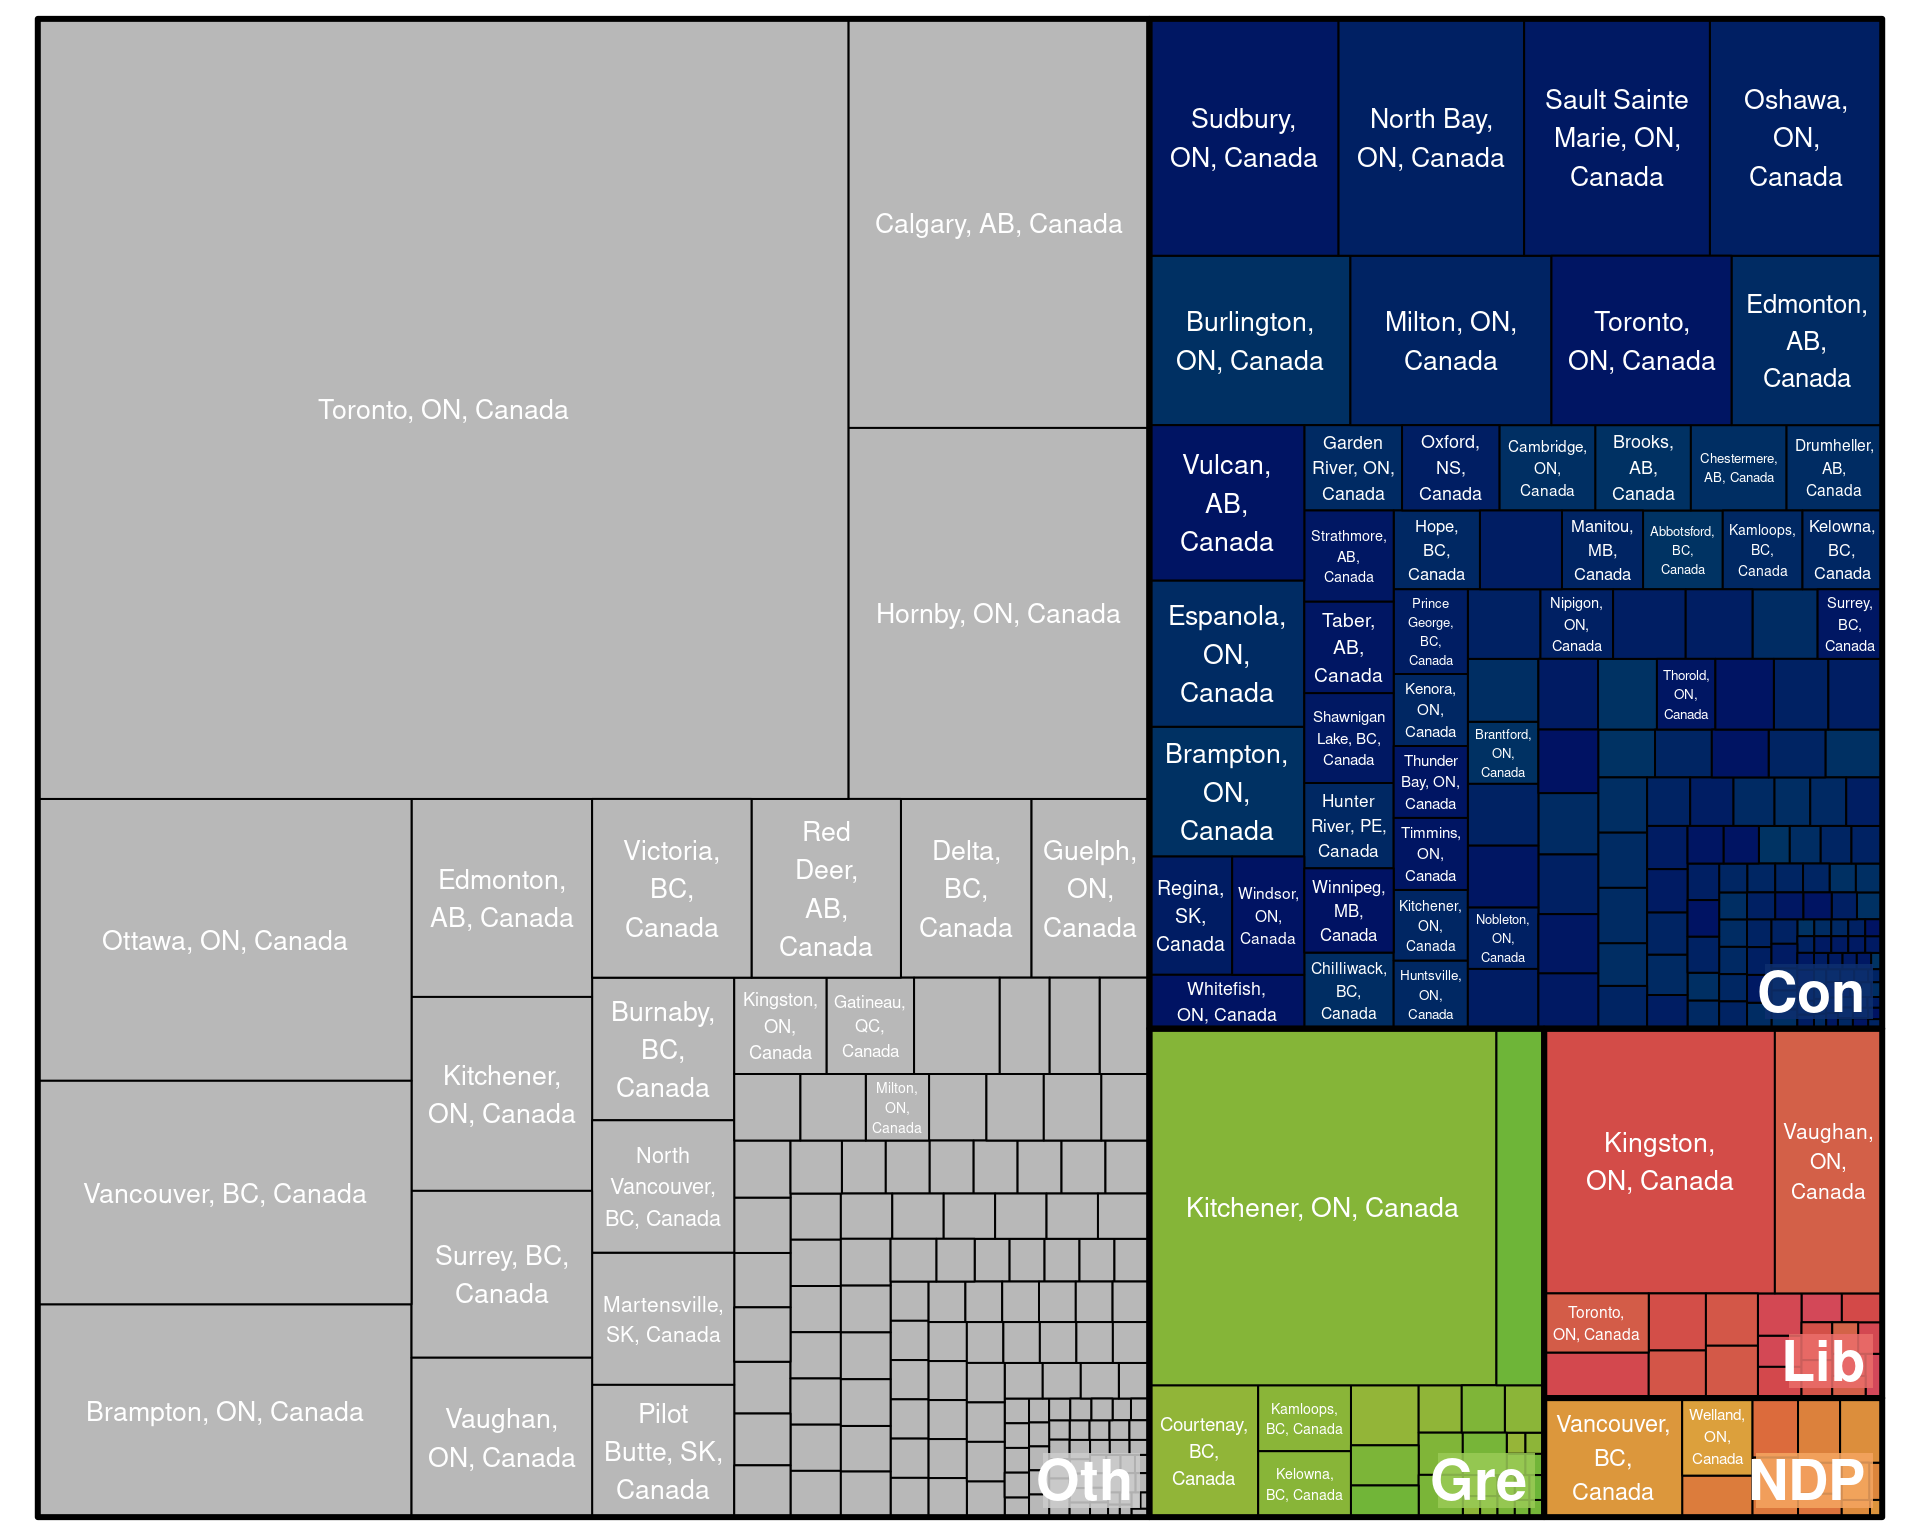 Toronto, ON, Canada
Calgary, AB, Canada
Hornby, ON, Canada
Ottawa, ON, Canada
Vancouver, BC, Canada
Brampton, ON, Canada
Edmonton,
AB, Canada
Kitchener,
ON, Canada
Surrey, BC,
Canada
Vaughan,
ON, Canada
Victoria,
BC,
Canada
Red
Deer,
AB,
Canada
Delta,
BC,
Canada
Guelph,
ON,
Canada
Burnaby,
BC,
Canada
North
Vancouver,
BC, Canada
Martensville,
SK, Canada
Pilot
Butte, SK,
Canada
Kingston,
ON,
Canada
Gatineau,
QC,
Canada
Milton,
ON,
Canada
Oth
Sudbury,
ON, Canada
North Bay,
ON, Canada
Sault Sainte
Marie, ON,
Canada
Oshawa,
ON,
Canada
Burlington,
ON, Canada
Milton, ON,
Canada
Toronto,
ON, Canada
Edmonton,
AB,
Canada
Vulcan,
AB,
Canada
Espanola,
ON,
Canada
Brampton,
ON,
Canada
Regina,
SK,
Canada
Windsor,
ON,
Canada
Whitefish,
ON, Canada
Garden
River, ON,
Canada
Oxford,
NS,
Canada
Cambridge,
ON,
Canada
Brooks,
AB,
Canada
Chestermere,
AB, Canada
Drumheller,
AB,
Canada
Strathmore,
AB,
Canada
Taber,
AB,
Canada
Shawnigan
Lake, BC,
Canada
Hunter
River, PE,
Canada
Winnipeg,
MB,
Canada
Chilliwack,
BC,
Canada
Hope,
BC,
Canada
Manitou,
MB,
Canada
Abbotsford,
BC,
Canada
Kamloops,
BC,
Canada
Kelowna,
BC,
Canada
Prince
George,
BC,
Canada
Kenora,
ON,
Canada
Thunder
Bay, ON,
Canada
Timmins,
ON,
Canada
Kitchener,
ON,
Canada
Huntsville,
ON,
Canada
Nipigon,
ON,
Canada
Surrey,
BC,
Canada
Thorold,
ON,
Canada
Brantford,
ON,
Canada
Nobleton,
ON,
Canada
Con
Kitchener, ON, Canada
Courtenay,
BC,
Canada
Kamloops,
BC, Canada
Kelowna,
BC, Canada
Gre
Kingston,
ON, Canada
Vaughan,
ON,
Canada
Toronto,
ON, Canada
Lib
Vancouver,
BC,
Canada
Welland,
ON,
Canada
NDP